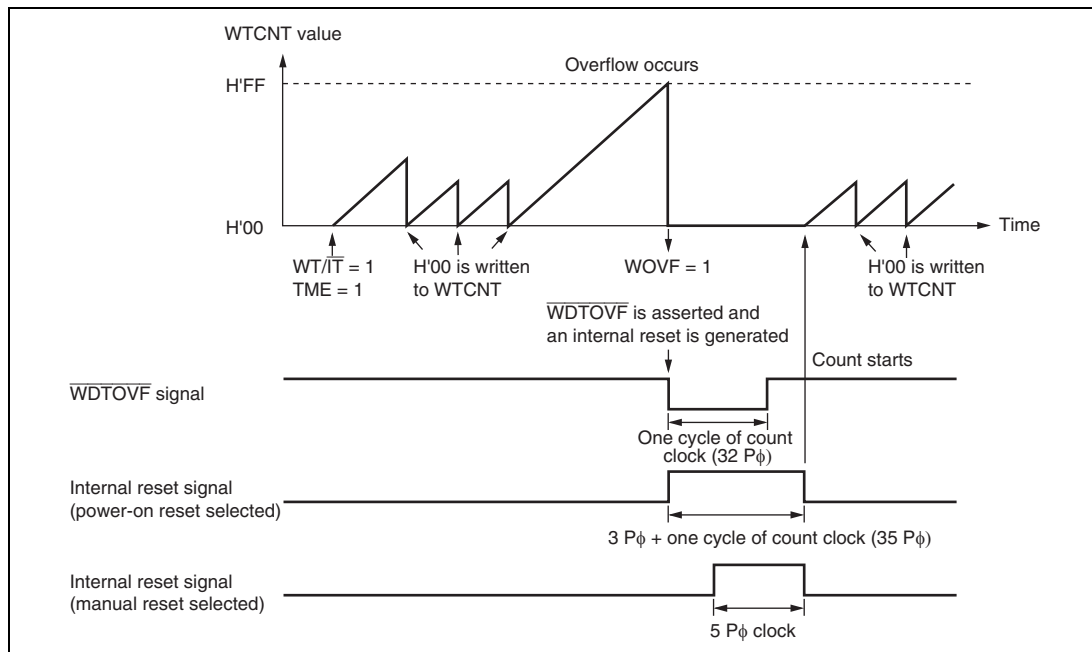 WTCNT value
Overflow occurs
H'FF
H'00
Time
WT/I̅T̅ = 1
TME = 1
H'00 is written
to WTCNT
WOVF = 1
H'00 is written
to WTCNT
W̅D̅T̅O̅V̅F̅ is asserted and
an internal reset is generated
Count starts
W̅D̅T̅O̅V̅F̅ signal
One cycle of count
clock (32 Pϕ)
Internal reset signal
(power-on reset selected)
3 Pϕ + one cycle of count clock (35 Pϕ)
Internal reset signal
(manual reset selected)
5 Pϕ clock